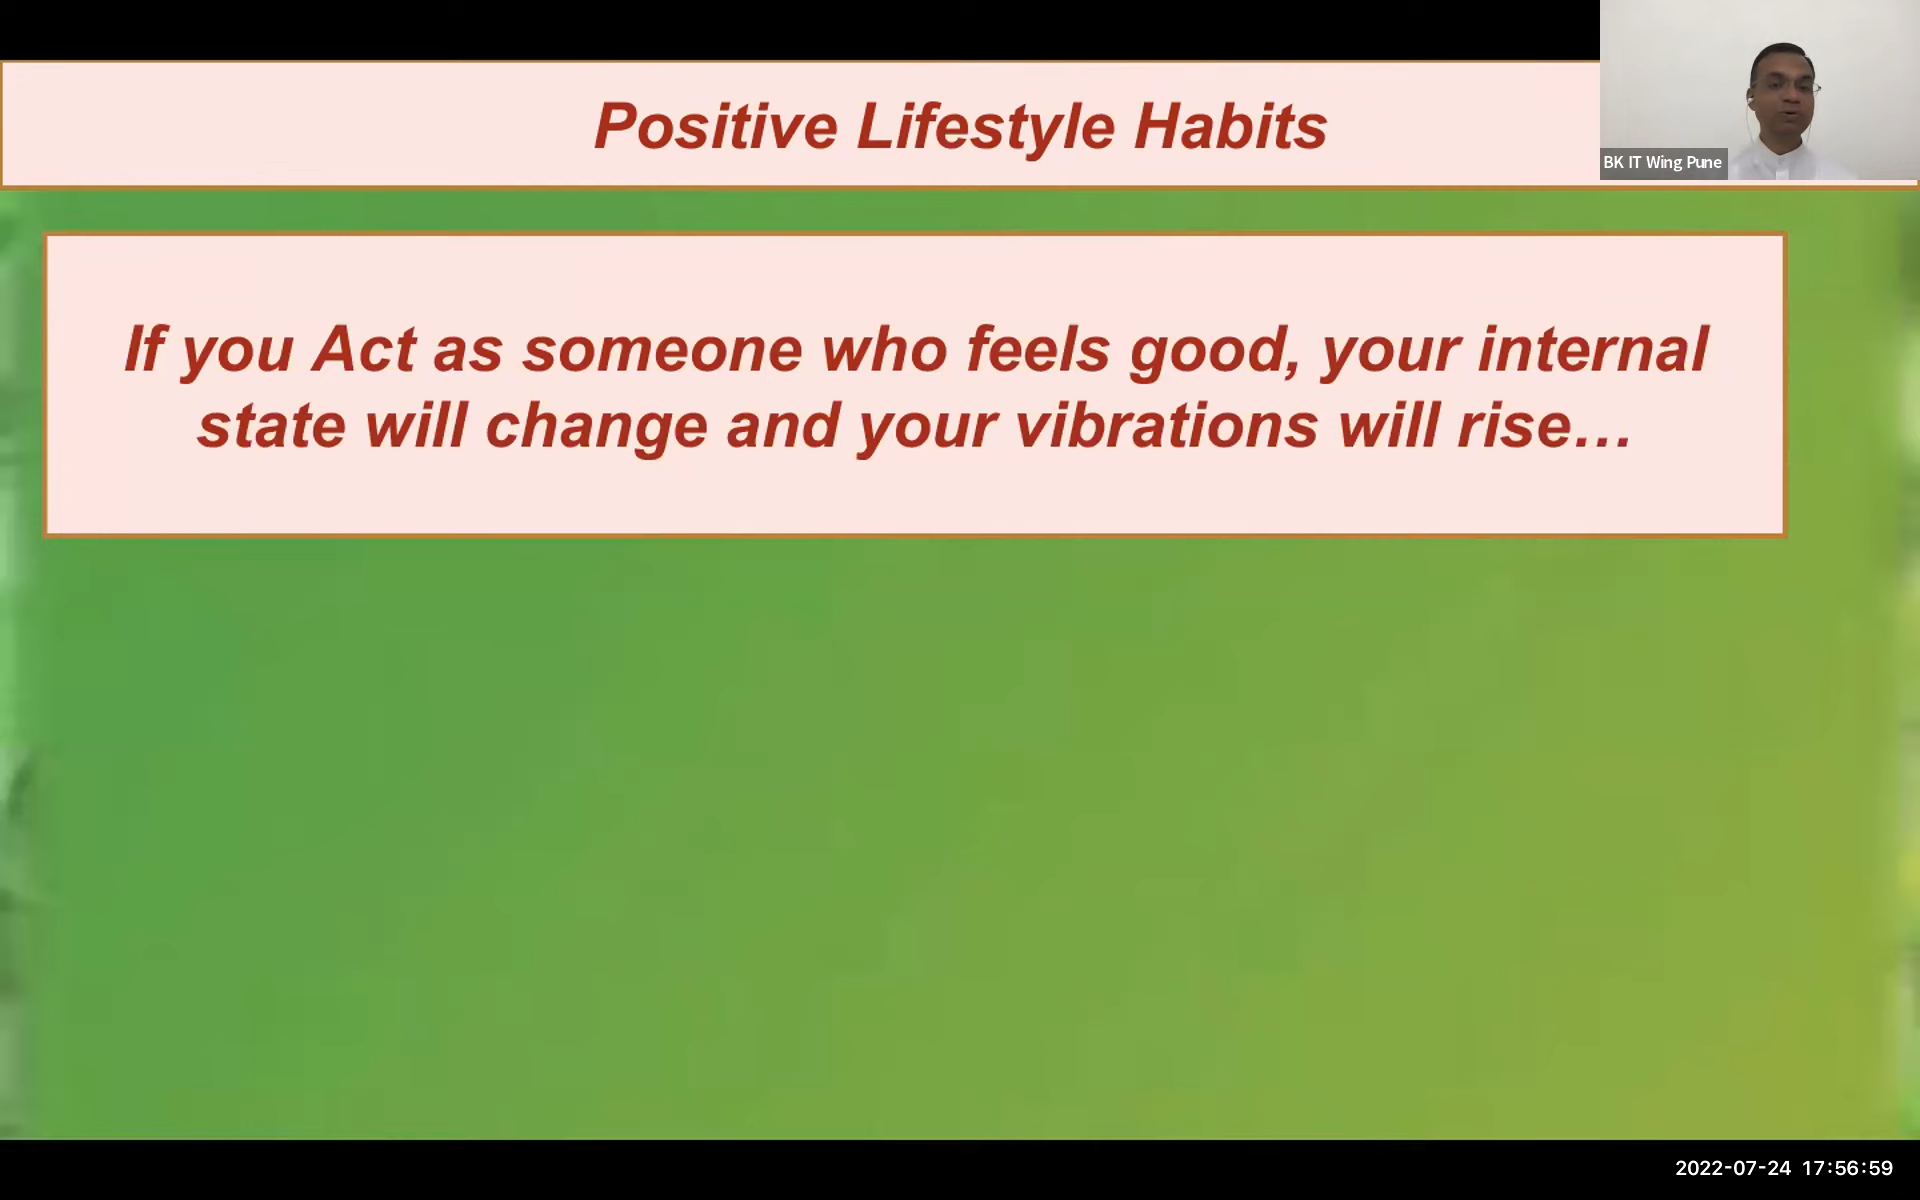 Positive Lifestyle Habits
BK IT Wing Pune
If you Act as someone who feels good, your internal
state will change and your vibrations will rise…
2022-07-24 17:56:59